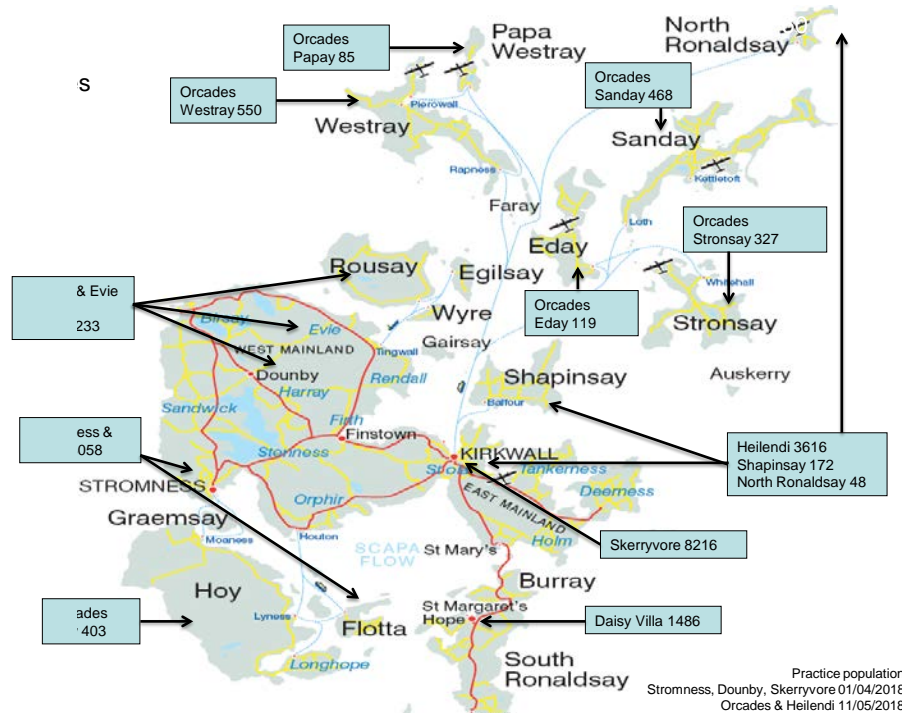 Orcades
Papay 85
Papa
Westray
North
Ronaldsay
Orcades
Westray 550
Orcades
Sanday 468
Pierowall
Westray
Sanday
Rapness
Kettletoft
Faray
Loth
Orcades
Stronsay 327
Eday
Rousay
Egilsay
Whitehall
& Evie
233
Orcades
Eday 119
Wyre
Stronsay
Birsay
Evie
Gairsay
WEST MAINLAND
Tingwall
Dounby
Rendall
Shapinsay
Auskerry
Harray
Sandwick
Balfour
Firth
Finstown
ess &
058
Stenness
KIRKWALL
Heilendi 3616
Shapinsay 172
North Ronaldsay 48
Tankerness
STROMNESS
Orphir
EAST MAINLAND
Deerness
Graemsay
Houton
Holm
Moaness
SCAPA
FLOW
St Mary's
Skerryvore 8216
Burray
Hoy
St Margaret's
Hope
ades
403
Lyness
Flotta
Daisy Villa 1486
Longhope
South
Ronaldsay
Practice population
Stromness, Dounby, Skerryvore 01/04/2018
Orcades & Heilendi 11/05/2018